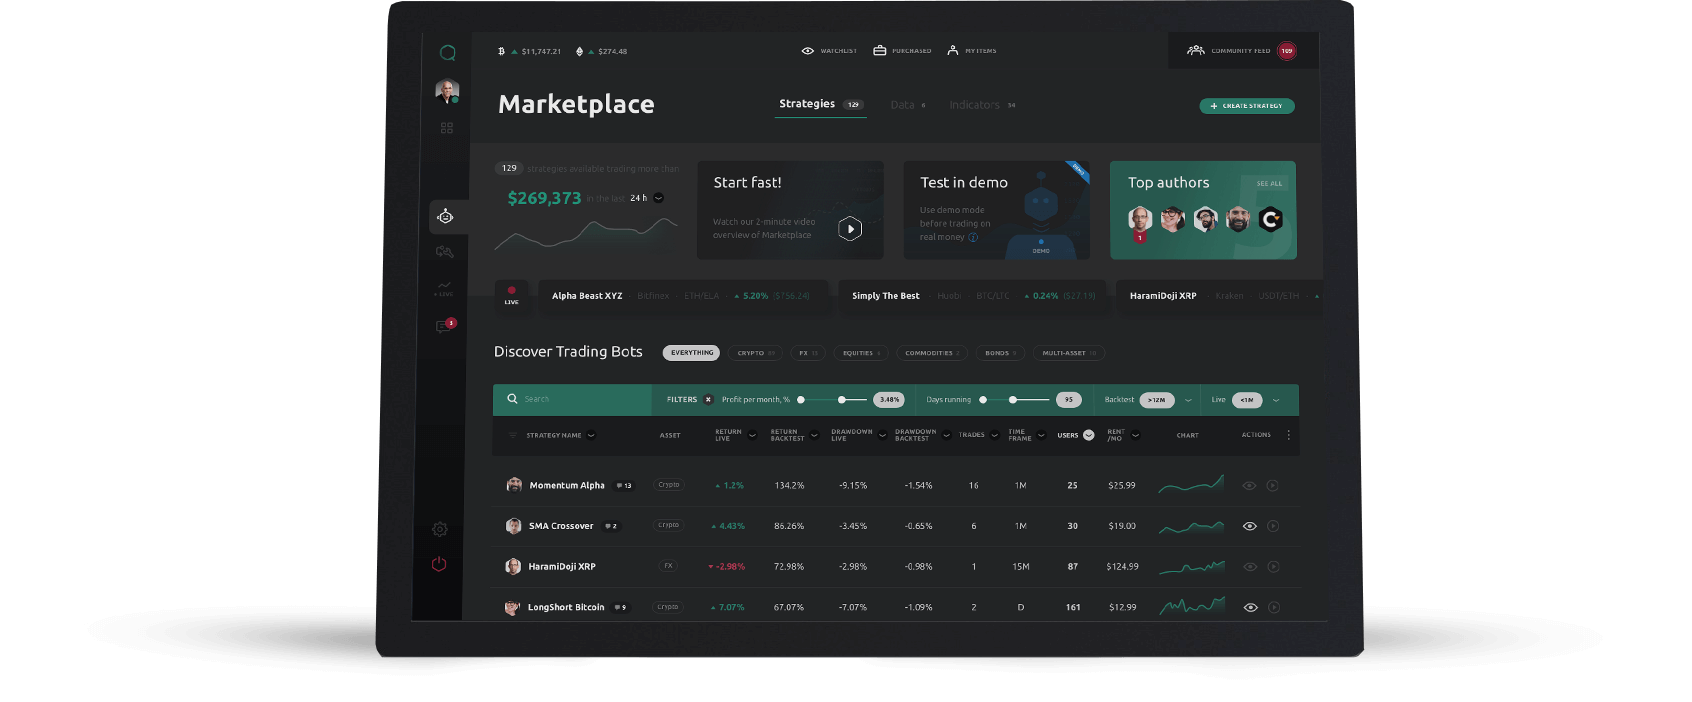 $11,747.21 $274.48 WATCHLIST PURCHASED MY ITEMS COMMUNITY FEED 109
Marketplace Strategies 129 Data 6 Indicators 34 + CREATE STRATEGY
129 strategies available trading more than
$269,373 in the last 24 h
Start fast!
Watch our 2-minute video
overview of Marketplace
DEMO
Test in demo
Use demo mode
before trading on
real money
DEMO
Top authors SEE ALL
1
LIVE
Alpha Beast XYZ - Bitfinex - ETH/ELA - 5.20% ($756.24)
Simply The Best - Huobi - BTC/LTC 0.24% ($27.19)
HaramiDoji XRP - Kraken - USDT/ETH -
+ LIVE
3
Discover Trading Bots EVERYTHING CRYPTO FX EQUITIES COMMODITIES BONDS MULTI-ASSET
Search FILTERS Profit per month, % 3.48% Days running 95 Backtest >12M Live <1M
STRATEGY NAME ASSET RETURN LIVE RETURN BACKTEST DRAWDOWN LIVE DRAWDOWN BACKTEST TRADES TIME FRAME USERS RENT /MO CHART ACTIONS
Momentum Alpha 13 Crypto 1.2% 134.2% -9.15% -1.54% 16 1M 25 $25.99
SMA Crossover 2 Crypto 4.43% 86.26% -3.45% -0.65% 6 1M 30 $19.00
HaramiDoji XRP FX -2.98% 72.98% -2.98% -0.98% 1 15M 87 $124.99
LongShort Bitcoin 9 Crypto 7.07% 67.07% -7.07% -1.09% 2 D 161 $12.99